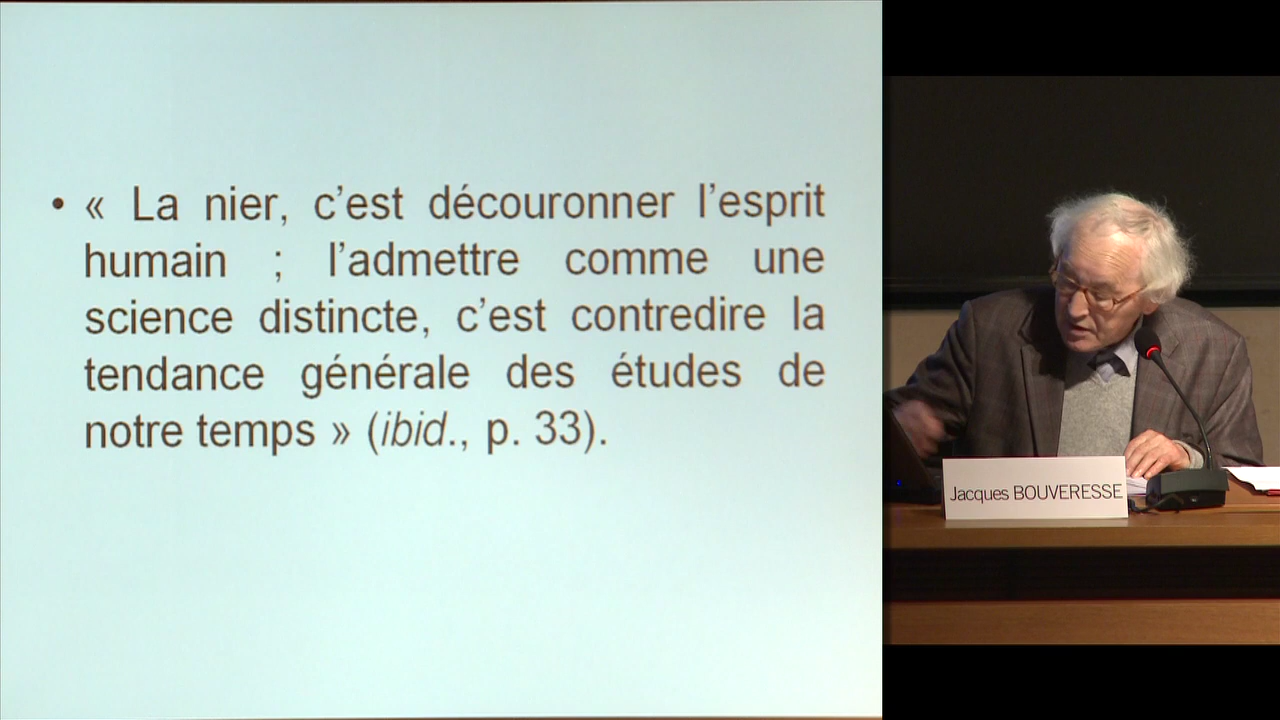 • « La nier, c’est découronner l’esprit
humain ; l’admettre comme une
science distincte, c’est contredire la
tendance générale des études de
notre temps » (ibid., p. 33).
Jacques BOUVERESSE